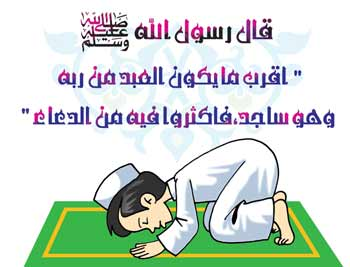 قال رسول الله ﷺ
" اقرب ما يكون العبد من ربه
وهو ساجد,فاكثروا فيه من الدعاء "